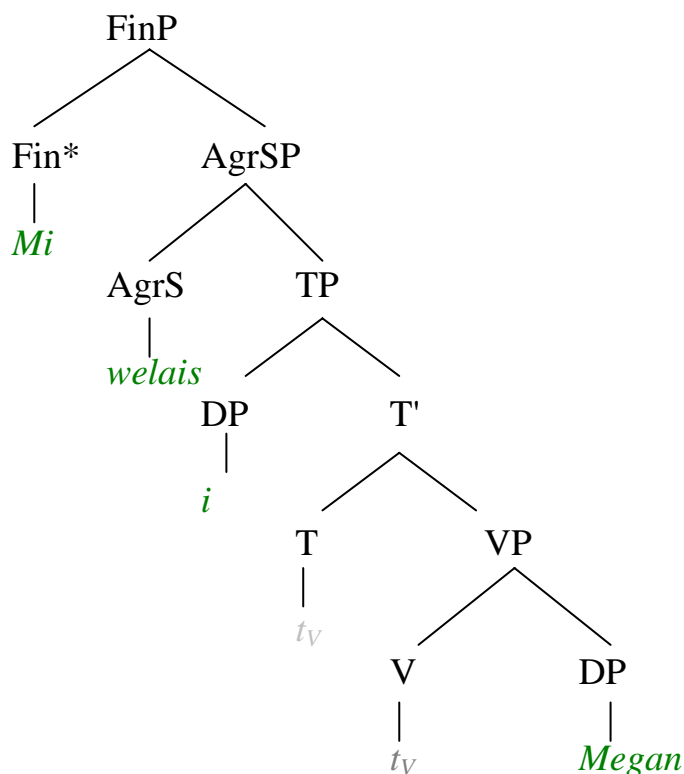 FinP
Fin* AgrSP
Mi
AgrS TP
welais
DP T'
i
T VP
tV
V DP
tV Megan